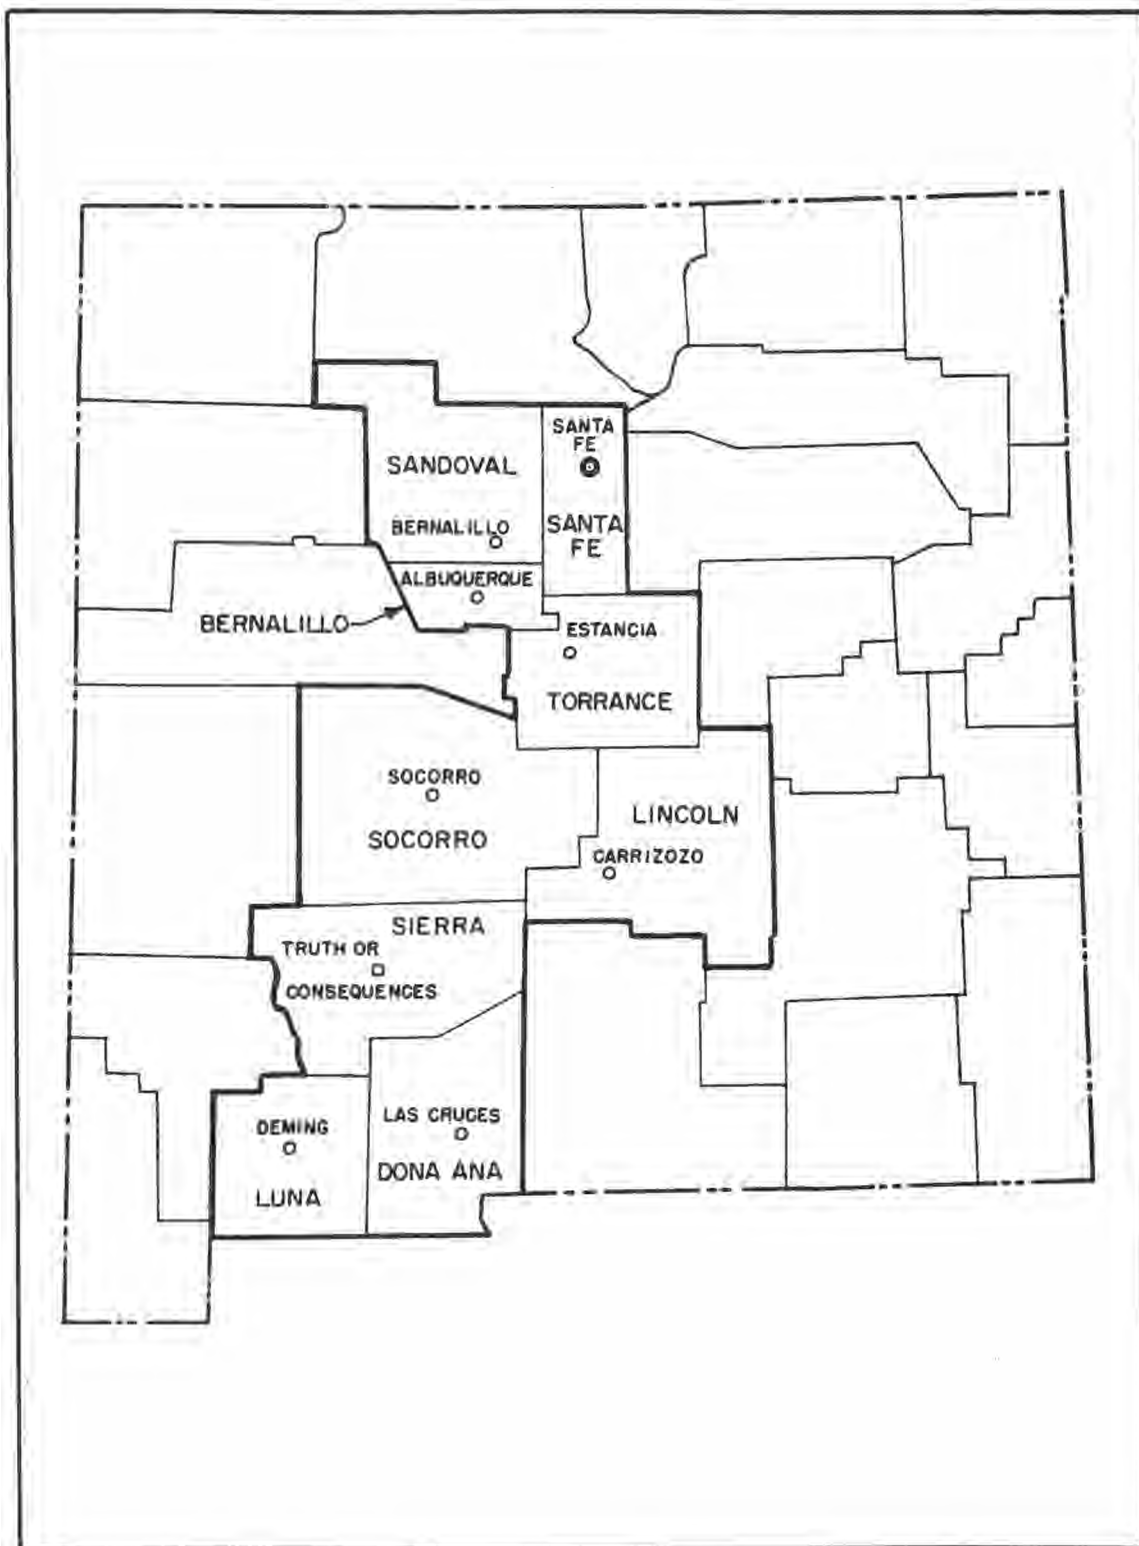 SANTA
FE
SANDOVAL
BERNALILLO
SANTA
FE
ALBUQUERQUE
BERNALILLO
ESTANCIA
TORRANCE
SOCORRO
SOCORRO
LINCOLN
CARRIZOZO
SIERRA
TRUTH OR
CONSEQUENCES
DEMING
LUNA
LAS CRUCES
DONA ANA